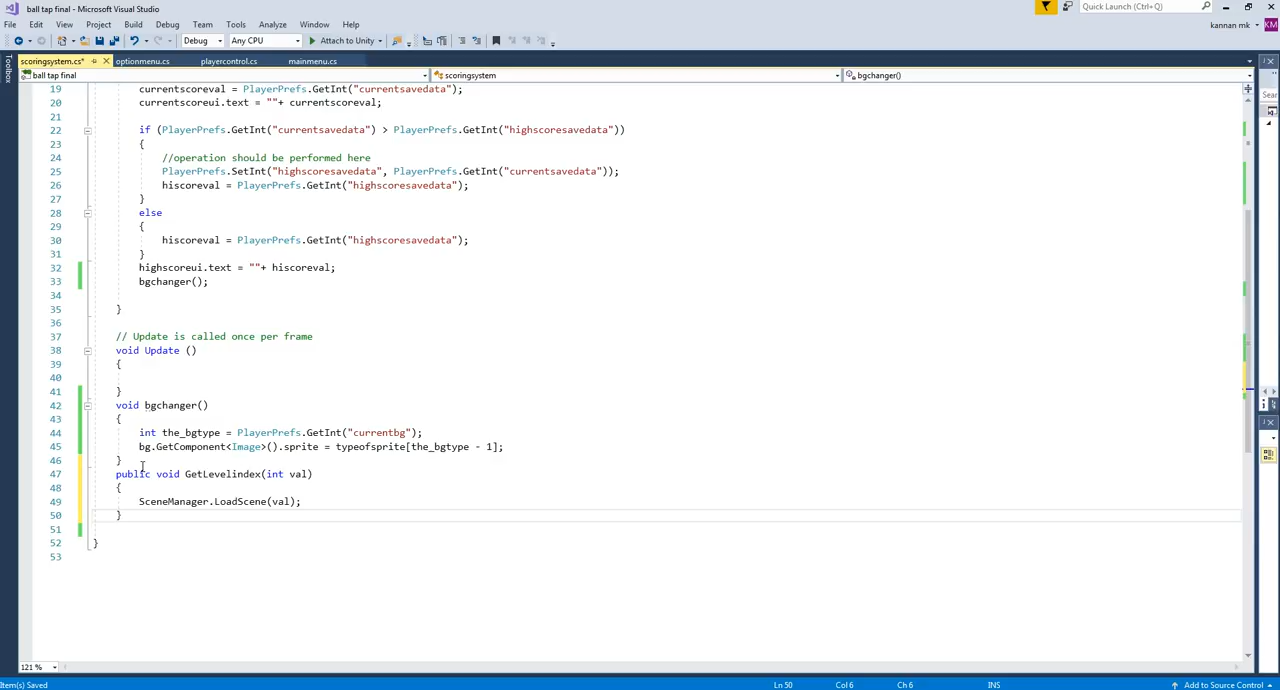 ball tap final - Microsoft Visual Studio
Quick Launch (Ctrl+Q)
File Edit View Project Build Debug Team Tools Analyze Window Help
kannan mk KM
Debug Any CPU Attach to Unity
Toolbox
scoringsystem.cs* optionmenu.cs playercontrol.cs mainmenu.cs
ball tap final scoringsystem bgchanger()
Sear
19 currentscoreval = PlayerPrefs.GetInt("currentsavedata");
20 currentscoreui.text = ""+ currentscoreval;
21
22 if (PlayerPrefs.GetInt("currentsavedata") > PlayerPrefs.GetInt("highscoresavedata"))
23 {
24 //operation should be performed here
25 PlayerPrefs.SetInt("highscoresavedata", PlayerPrefs.GetInt("currentsavedata"));
26 hiscoreval = PlayerPrefs.GetInt("highscoresavedata");
27 }
28 else
29 {
30 hiscoreval = PlayerPrefs.GetInt("highscoresavedata");
31 }
32 highscoreui.text = ""+ hiscoreval;
33 bgchanger();
34
35 }
36
37 // Update is called once per frame
38 void Update ()
39 {
40
41 }
42 void bgchanger()
43 {
44 int the_bgtype = PlayerPrefs.GetInt("currentbg");
45 bg.GetComponent<Image>().sprite = typeofsprite[the_bgtype - 1];
46 }
47 public void GetLevelindex(int val)
48 {
49 SceneManager.LoadScene(val);
50 }
51
52 }
53
121 %
Item(s) Saved Ln 50 Col 6 Ch 6 INS Add to Source Control